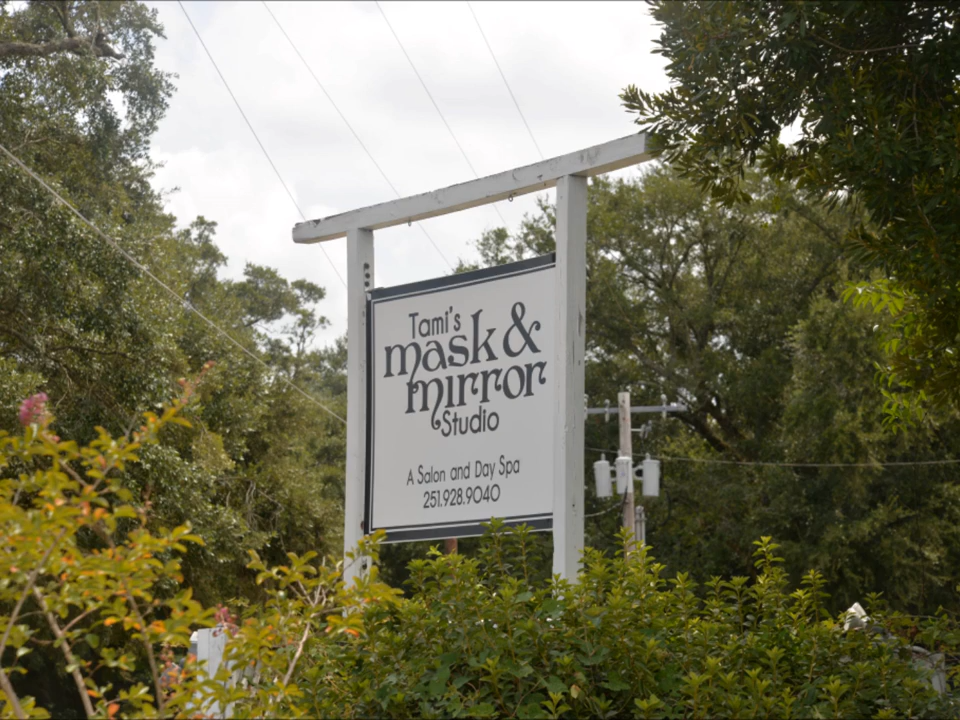 Tami's
mask &
mirror
Studio
A Salon and Day Spa
251.928.9040